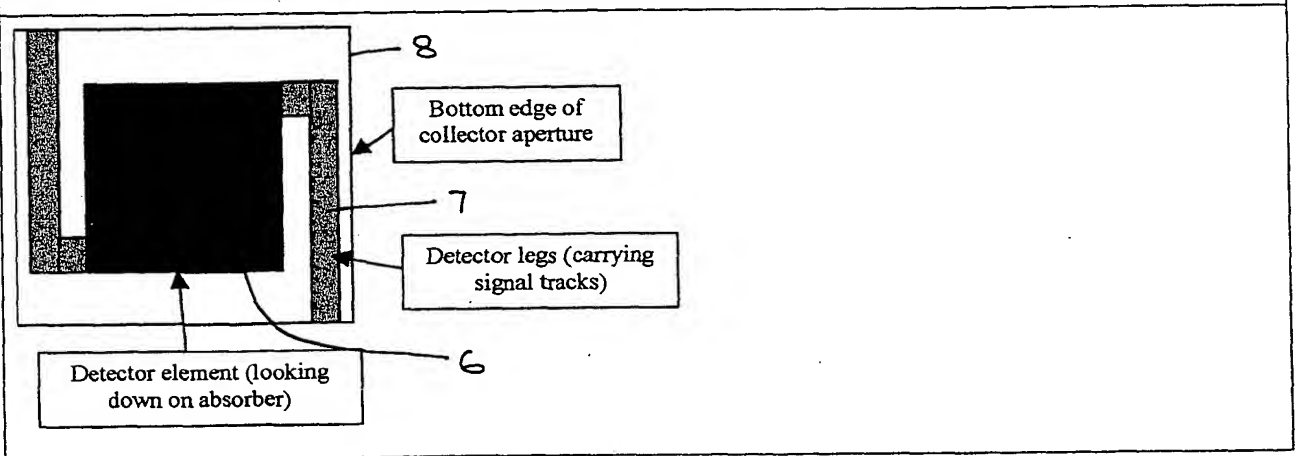 8
Bottom edge of
collector aperture
7
Detector legs (carrying
signal tracks)
6
Detector element (looking
down on absorber)